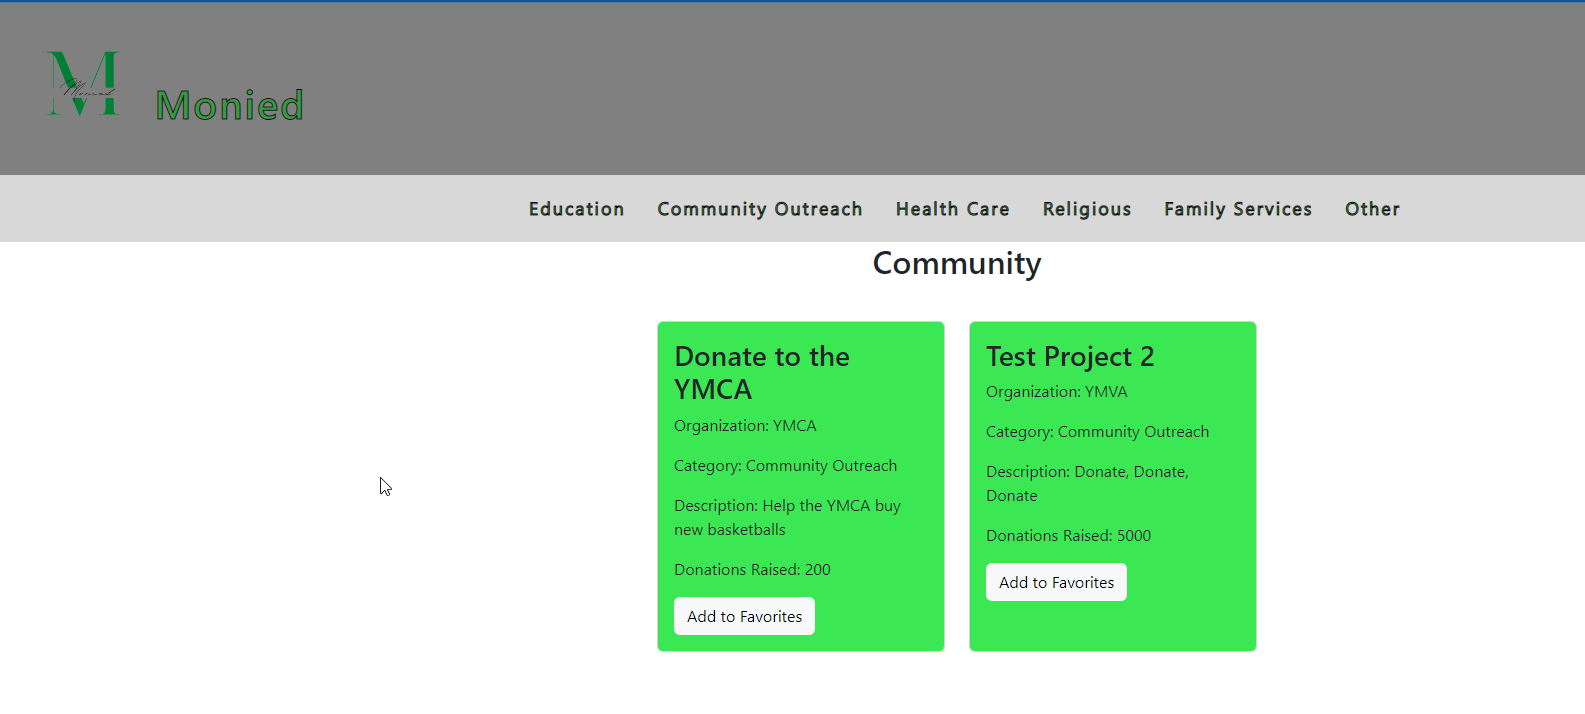 M
Monied
Monied
Education Community Outreach Health Care Religious Family Services Other
Community
Donate to the
YMCA
Organization: YMCA
Category: Community Outreach
Description: Help the YMCA buy
new basketballs
Donations Raised: 200
Add to Favorites
Test Project 2
Organization: YMVA
Category: Community Outreach
Description: Donate, Donate,
Donate
Donations Raised: 5000
Add to Favorites